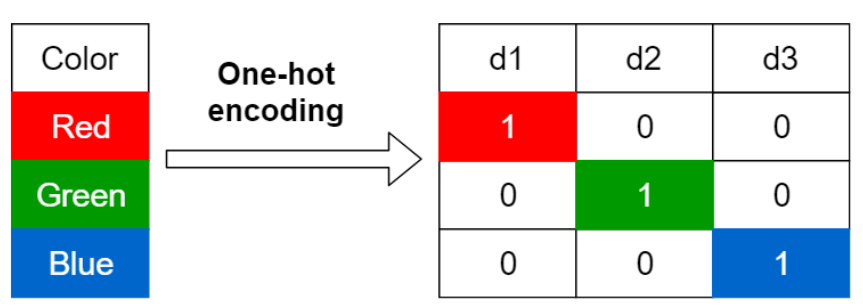 Color
Red
Green
Blue
One-hot
encoding
d1 d2 d3
1 0 0
0 1 0
0 0 1